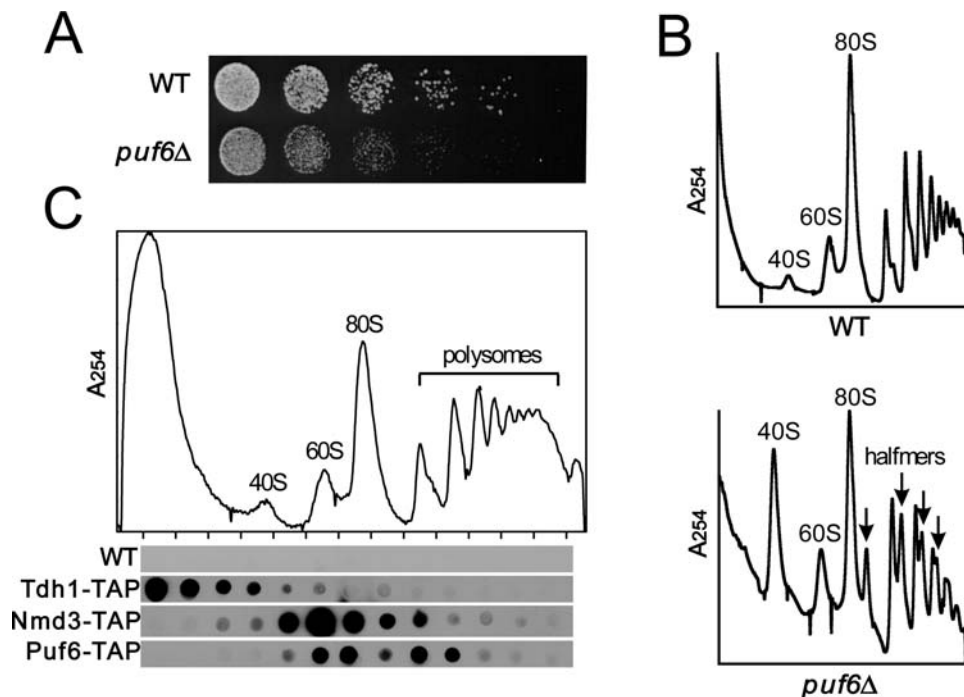 A
WT
puf6Δ
B
80S
60S
40S
A254
WT
80S
40S
halfmers
60S
A254
puf6Δ
C
80S
polysomes
60S
40S
A254
WT
Tdh1-TAP
Nmd3-TAP
Puf6-TAP